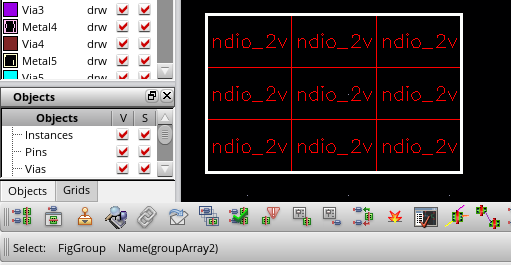 Via3 drw
Metal4 drw
Via4 drw
Metal5 drw
Via5 drw
Objects
Objects V S
Instances
Pins
Vias
Objects Grids
ndio_2v ndio_2v ndio_2v
ndio_2v ndio_2v ndio_2v
ndio_2v ndio_2v ndio_2v
Select: FigGroup Name(groupArray2)